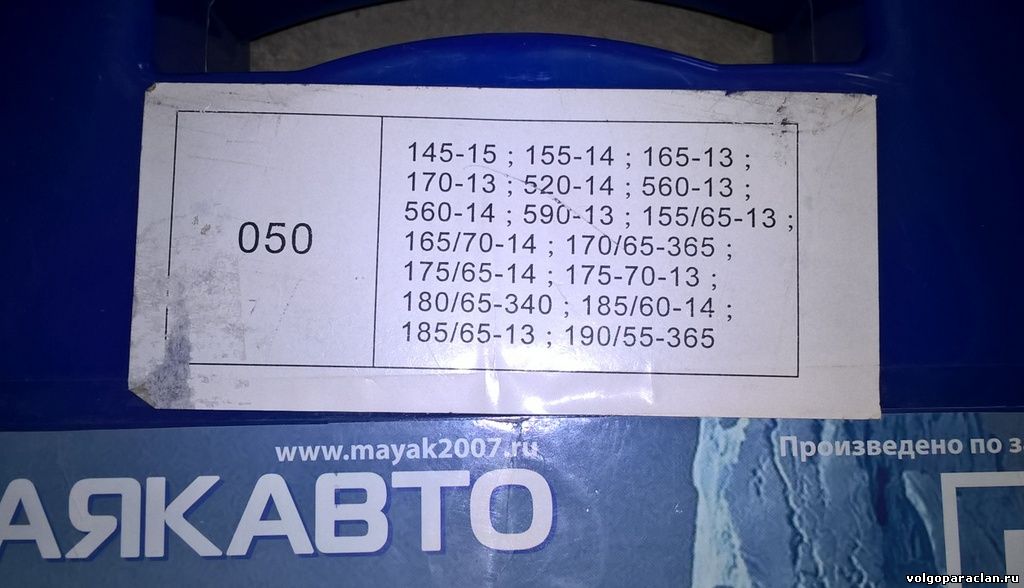 050
145-15 ; 155-14 ; 165-13 ;
170-13 ; 520-14 ; 560-13 ;
560-14 ; 590-13 ; 155/65-13 ;
165/70-14 ; 170/65-365 ;
175/65-14 ; 175-70-13 ;
180/65-340 ; 185/60-14 ;
185/65-13 ; 190/55-365
www.mayak2007.ru
Произведено по з
АЯКАВТО
volgoparaclan.ru